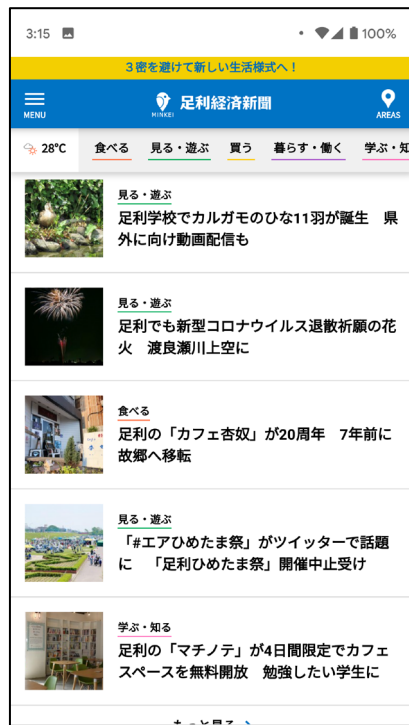 3:15 100%
3密を避けて新しい生活様式へ！
MENU MINKEI 足利経済新聞 AREAS
28℃ 食べる 見る・遊ぶ 買う 暮らす・働く 学ぶ・知
見る・遊ぶ
足利学校でカルガモのひな11羽が誕生　県
外に向け動画配信も
見る・遊ぶ
足利でも新型コロナウイルス退散祈願の花
火　渡良瀬川上空に
食べる
足利の「カフェ杏奴」が20周年　7年前に
故郷へ移転
見る・遊ぶ
「#エアひめたま祭」がツイッターで話題
に　「足利ひめたま祭」開催中止受け
学ぶ・知る
足利の「マチノテ」が4日間限定でカフェ
スペースを無料開放　勉強したい学生に
もっと見る